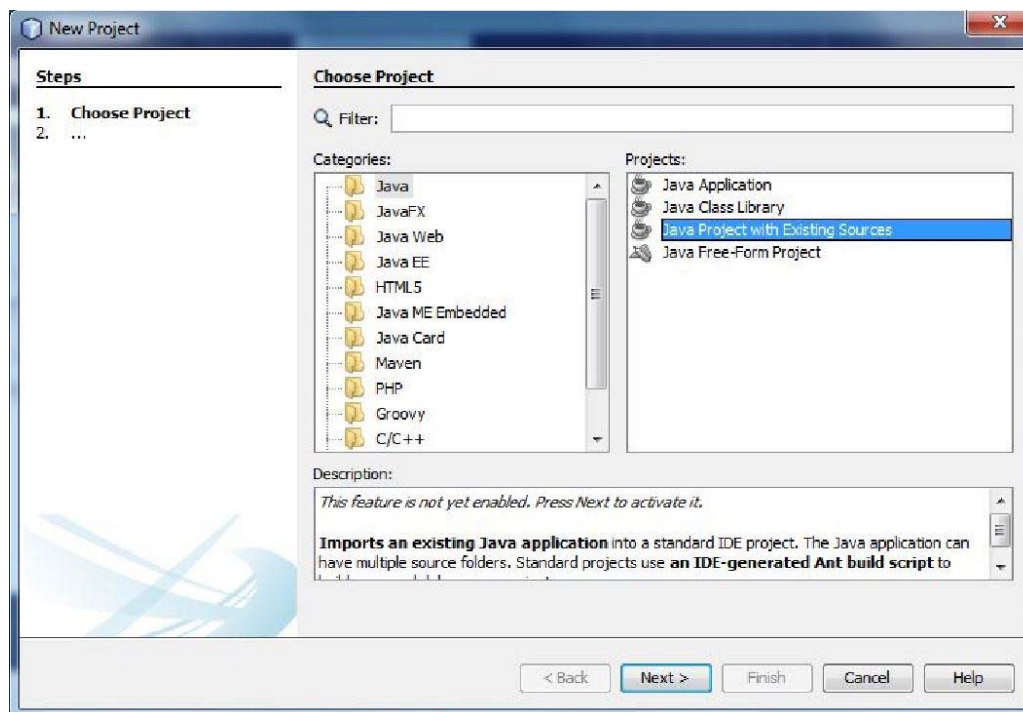 New Project
Steps
1. Choose Project
2. ...
Choose Project
Filter:
Categories:
Java
JavaFX
Java Web
Java EE
HTML5
Java ME Embedded
Java Card
Maven
PHP
Groovy
C/C++
Projects:
Java Application
Java Class Library
Java Project with Existing Sources
Java Free-Form Project
Description:
This feature is not yet enabled. Press Next to activate it.
Imports an existing Java application into a standard IDE project. The Java application can
have multiple source folders. Standard projects use an IDE-generated Ant build script to
< Back
Next >
Finish
Cancel
Help